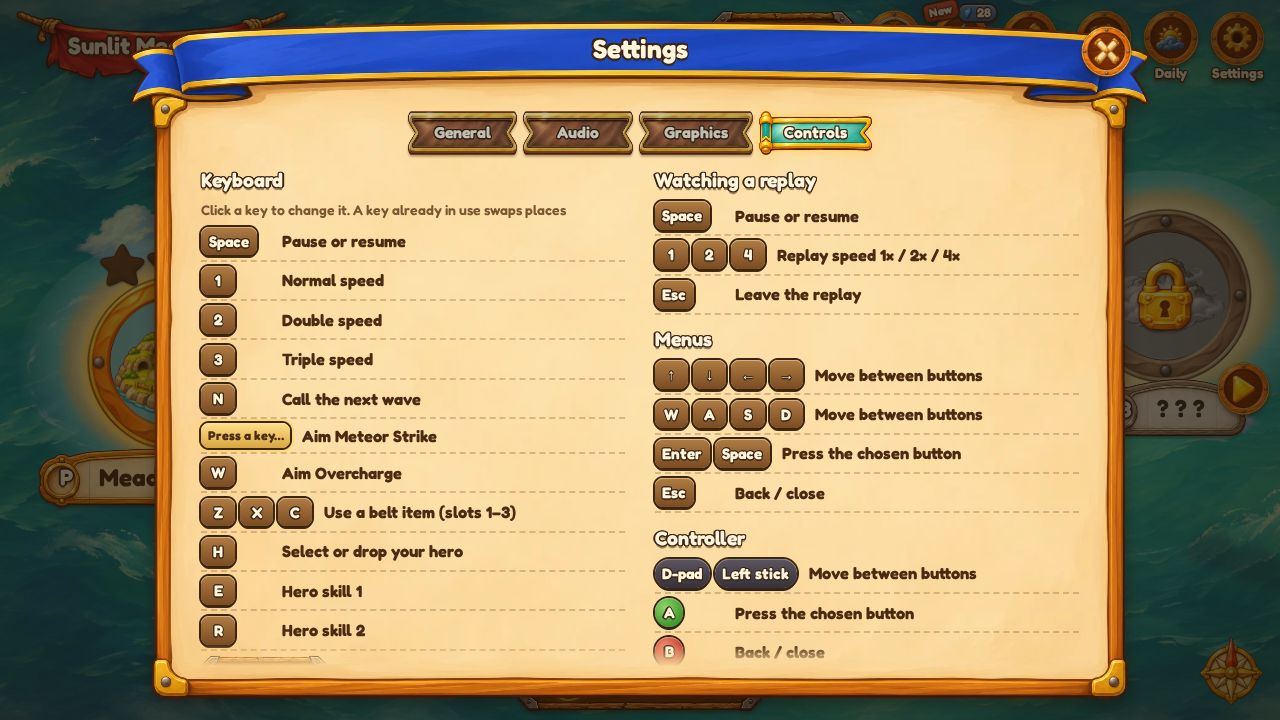 Sunlit
New
28
Daily
Settings
Settings
General
Audio
Graphics
Controls
Keyboard
Click a key to change it. A key already in use swaps places
Space Pause or resume
1 Normal speed
2 Double speed
3 Triple speed
N Call the next wave
Press a key... Aim Meteor Strike
W Aim Overcharge
Z X C Use a belt item (slots 1–3)
H Select or drop your hero
E Hero skill 1
R Hero skill 2
Watching a replay
Space Pause or resume
1 2 4 Replay speed 1x / 2x / 4x
Esc Leave the replay
Menus
↑ ↓ ← → Move between buttons
W A S D Move between buttons
Enter Space Press the chosen button
Esc Back / close
Controller
D-pad Left stick Move between buttons
A Press the chosen button
B Back / close
P
Mead
???